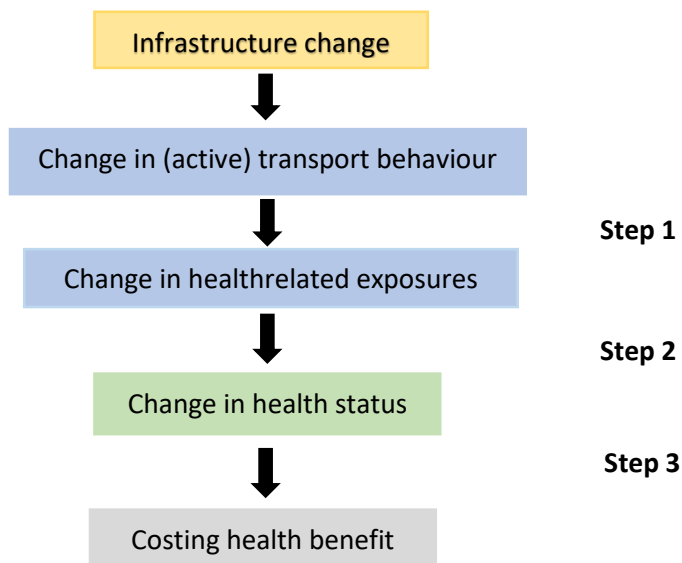 Infrastructure change
Change in (active) transport behaviour
Step 1
Change in healthrelated exposures
Step 2
Change in health status
Step 3
Costing health benefit